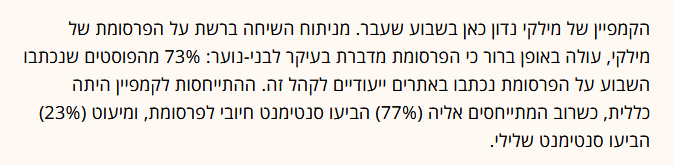 הקמפיין של מילקי נדון כאן בשבוע שעבר. מניתוח השיחה ברשת על הפרסומת של
מילקי, עולה באופן ברור כי הפרסומת מדברת בעיקר לבני-נוער: 73% מהפוסטים שנכתבו
השבוע על הפרסומת נכתבו באתרים ייעודיים לקהל זה. ההתייחסות לקמפיין היתה
כללית, כשרוב המתייחסים אליה (77%) הביעו סנטימנט חיובי לפרסומת, ומיעוט (23%)
הביעו סנטימנט שלילי.